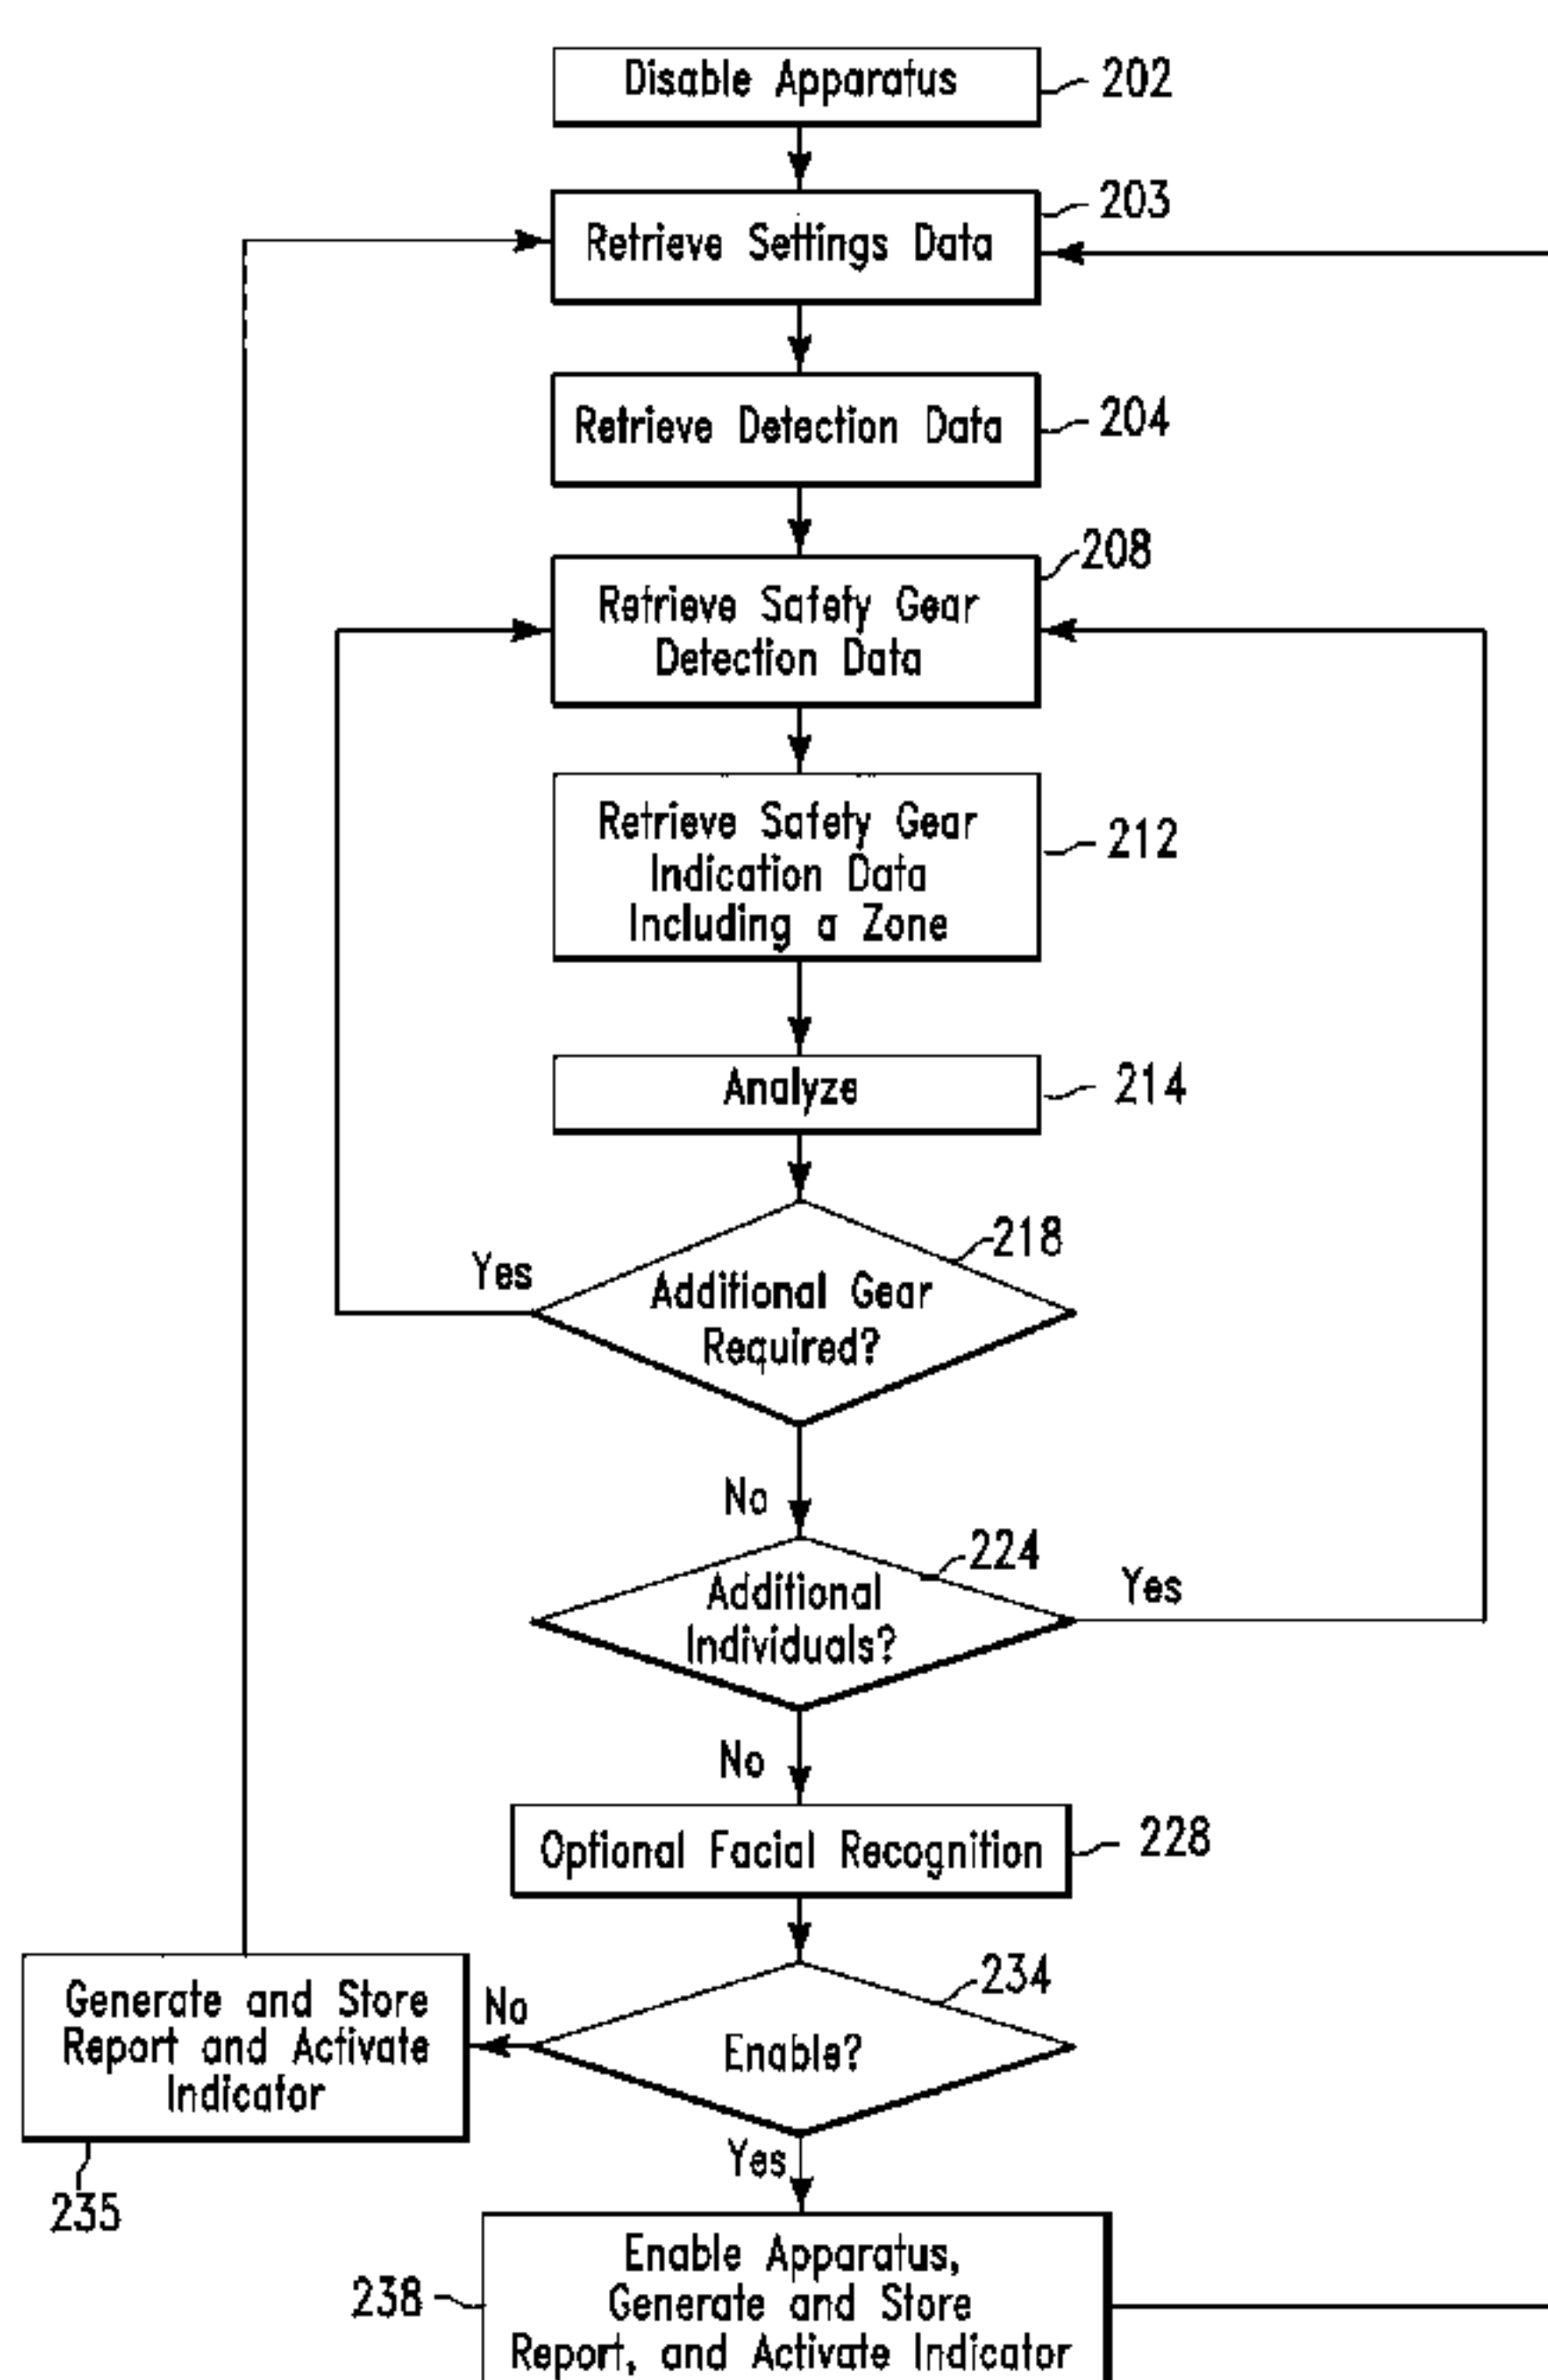 Disable Apparatus
202
Retrieve Settings Data
203
Retrieve Detection Data
204
Retrieve Safety Gear
Detection Data
208
Retrieve Safety Gear
Indication Data
Including a Zone
212
Analyze
214
218
Yes
Additional Gear
Required?
No
224
Additional
Individuals?
Yes
No
Optional Facial Recognition
228
234
Generate and Store
Report and Activate
Indicator
No
Enable?
Yes
235
238
Enable Apparatus,
Generate and Store
Report, and Activate Indicator